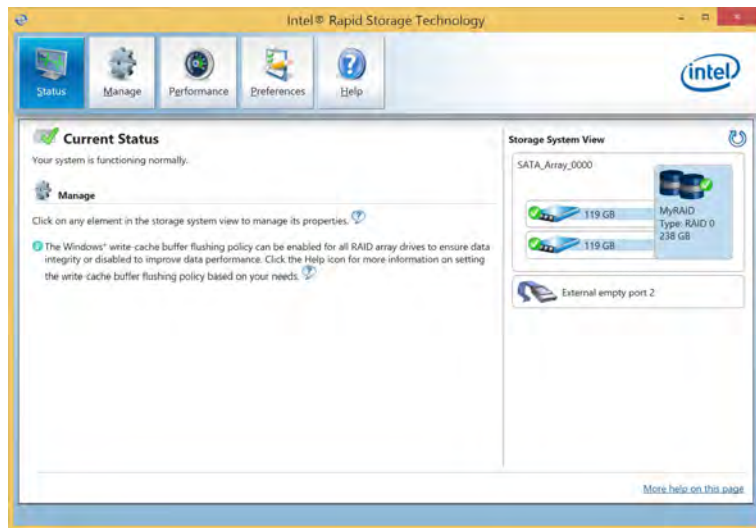 Intel® Rapid Storage Technology
Status
Manage
Performance
Preferences
Help
intel
Current Status
Your system is functioning normally.
Manage
Click on any element in the storage system view to manage its properties.
The Windows* write-cache buffer flushing policy can be enabled for all RAID array drives to ensure data
integrity or disabled to improve data performance. Click the Help icon for more information on setting
the write-cache buffer flushing policy based on your needs.
Storage System View
SATA_Array_0000
119 GB
119 GB
MyRAID
Type: RAID 0
238 GB
External empty port 2
More help on this page